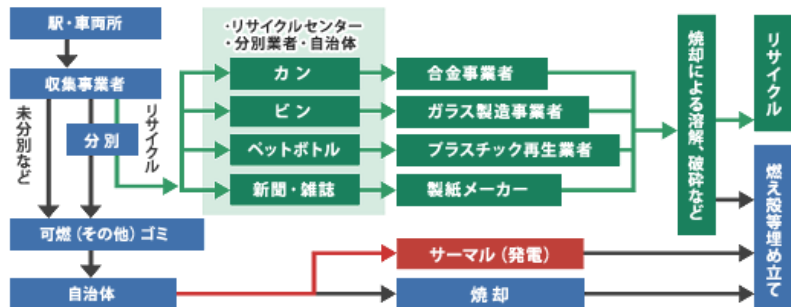 駅・車両所
収集事業者
未分別など
分別
リサイクル
可燃(その他)ゴミ
自治体
・リサイクルセンター
・分別業者・自治体
カン
ビン
ペットボトル
新聞・雑誌
合金事業者
ガラス製造事業者
プラスチック再生業者
製紙メーカー
サーマル(発電)
焼却
焼却による溶解、破砕など
リサイクル
燃え殻等埋め立て